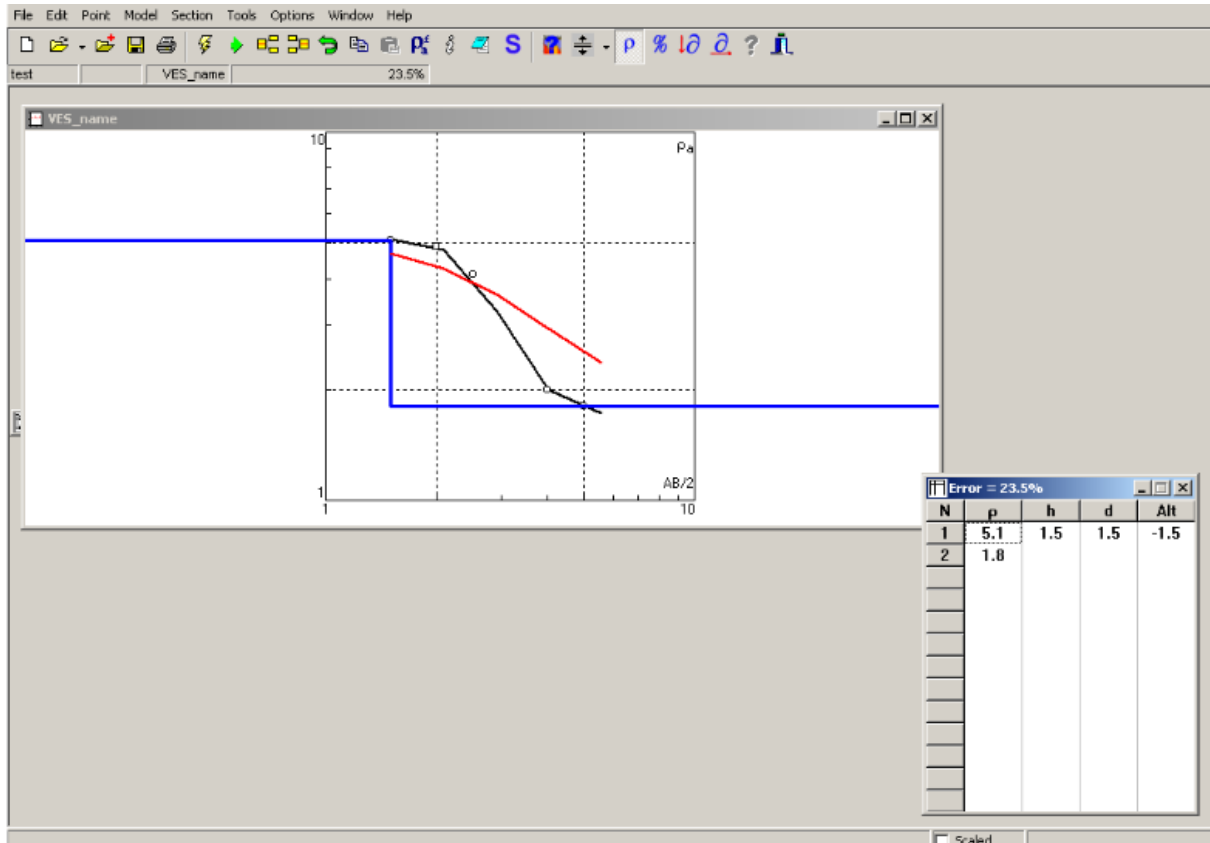 File Edit Point Model Section Tools Options Window Help
test VES_name 23.5%
VES_name
10
ρa
AB/2
1
1 10
Error = 23.5%
N ρ h d Alt
1 5.1 1.5 1.5 -1.5
2 1.8
Scaled